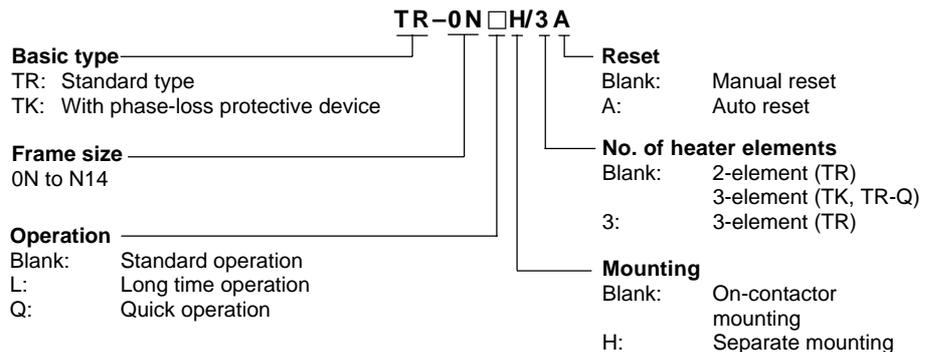 TR–0N□H/3A
Basic type
TR: Standard type
TK: With phase-loss protective device
Frame size
0N to N14
Operation
Blank: Standard operation
L: Long time operation
Q: Quick operation
Reset
Blank: Manual reset
A: Auto reset
No. of heater elements
Blank: 2-element (TR)
3-element (TK, TR-Q)
3: 3-element (TR)
Mounting
Blank: On-contactor
mounting
H: Separate mounting